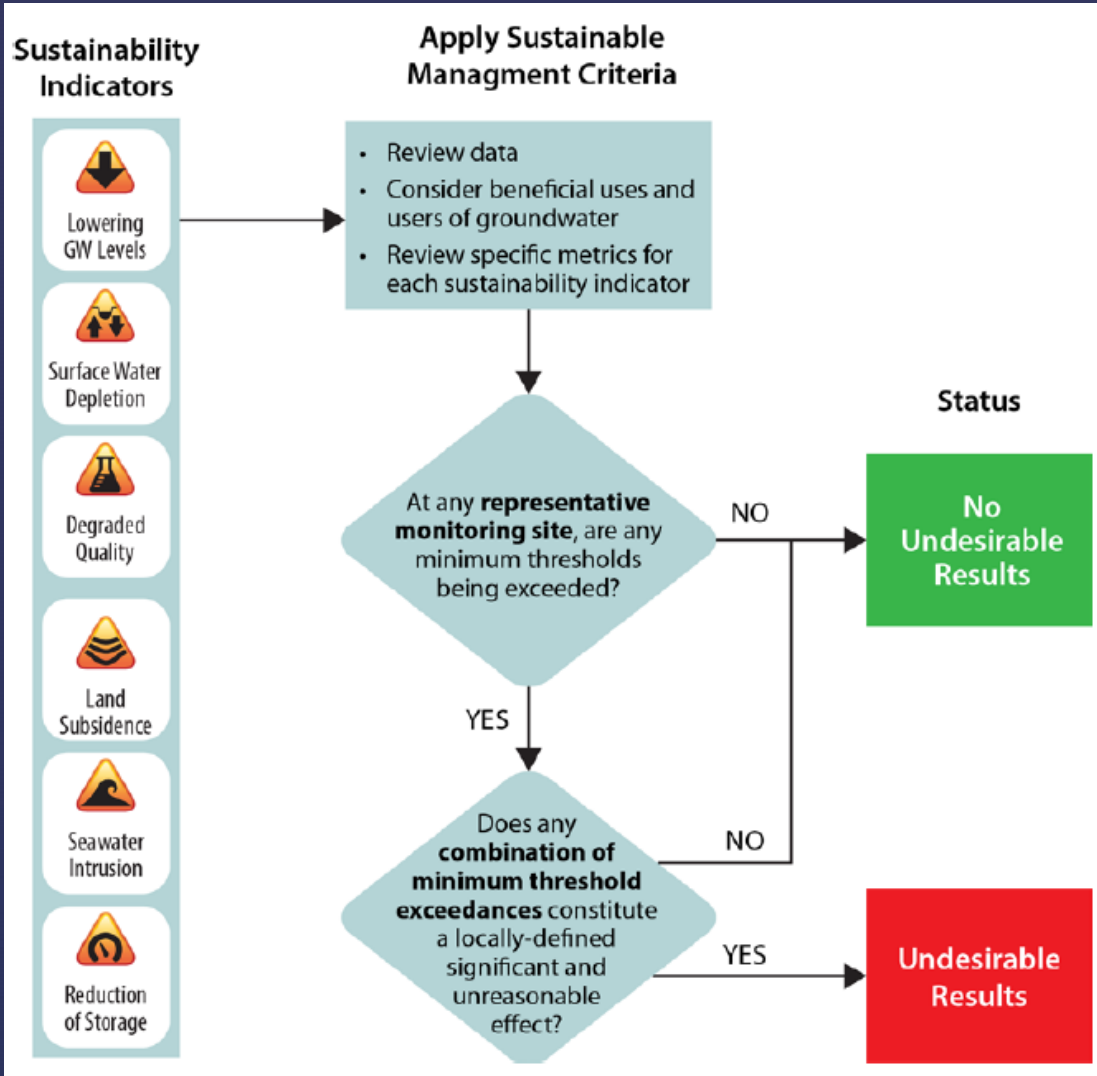 Sustainability
Indicators
Lowering
GW Levels
Surface Water
Depletion
Degraded
Quality
Land
Subsidence
Seawater
Intrusion
Reduction
of Storage
Apply Sustainable
Managment Criteria
• Review data
• Consider beneficial uses and
users of groundwater
• Review specific metrics for
each sustainability indicator
At any representative
monitoring site, are any
minimum thresholds
being exceeded?
NO
YES
Does any
combination of
minimum threshold
exceedances constitute
a locally-defined
significant and
unreasonable
effect?
NO
YES
Status
No
Undesirable
Results
Undesirable
Results